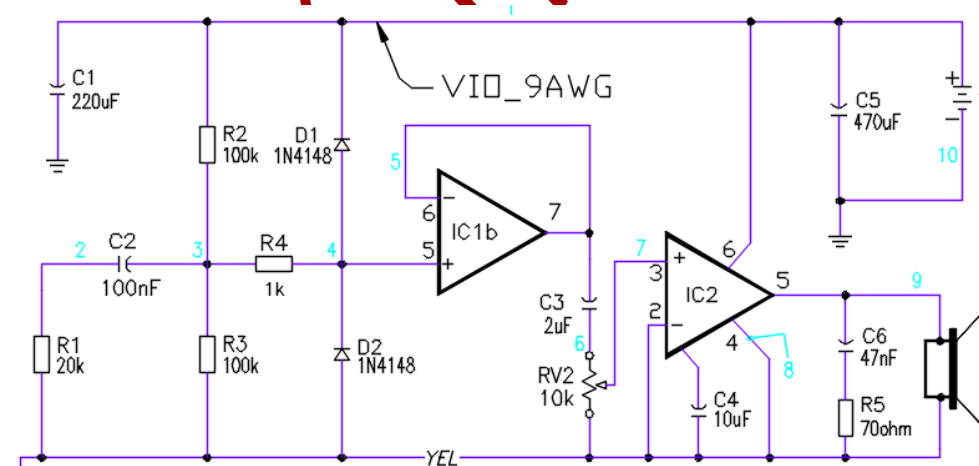 1
C1
220uF
VIO_9AWG
C5
470uF
+
−
10
R2
100k
D1
1N4148
5
6
−
IC1b
7
5
+
2
C2
100nF
3
R4
1k
4
7
3
+
6
IC2
5
9
2
−
4
8
C3
2uF
6
R1
20k
R3
100k
D2
1N4148
RV2
10k
C4
10uF
C6
47nF
R5
70ohm
YEL